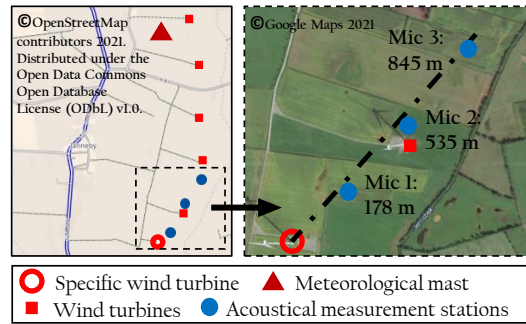 ©OpenStreetMap
contributors 2021.
Distributed under the
Open Data Commons
Open Database
License (ODbL) v1.0.
Janneby
©Google Maps 2021
Mic 3:
845 m
Mic 2:
535 m
Mic 1:
178 m
Specific wind turbine
Meteorological mast
Wind turbines
Acoustical measurement stations